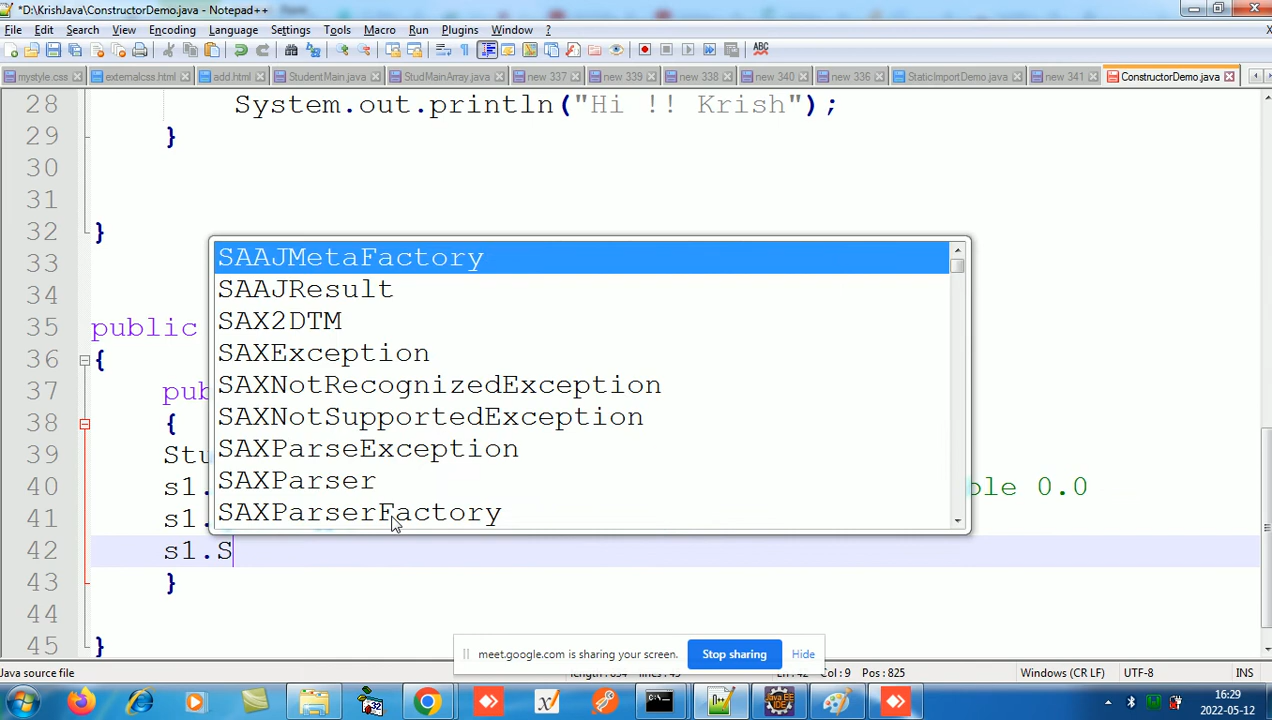 *D:\KrishJava\ConstructorDemo.java - Notepad++
File Edit Search View Encoding Language Settings Tools Macro Run Plugins Window ? X
mystyle.css externalcss.html add.html StudentMain.java StudMainArray.java new 337 new 339 new 338 new 340 new 336 StaticImportDemo.java new 341 ConstructorDemo.java
28 System.out.println("Hi !! Krish");
29 }
30
31
32 }
33
34
35 public
36 {
37 pub
38 {
39 Stu
40 s1. ple 0.0
41 s1.
42 s1.S
43 }
44
45 }
SAAJMetaFactory
SAAJResult
SAX2DTM
SAXException
SAXNotRecognizedException
SAXNotSupportedException
SAXParseException
SAXParser
SAXParserFactory
meet.google.com is sharing your screen. Stop sharing Hide
Java source file Col : 9 Pos : 825 Windows (CR LF) UTF-8 INS
16:29
2022-05-12